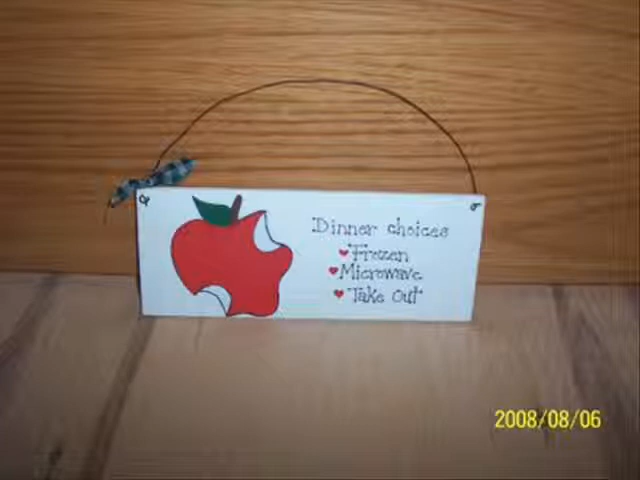 Dinner choices
Frozen
Microwave
Take Out
2008/08/06